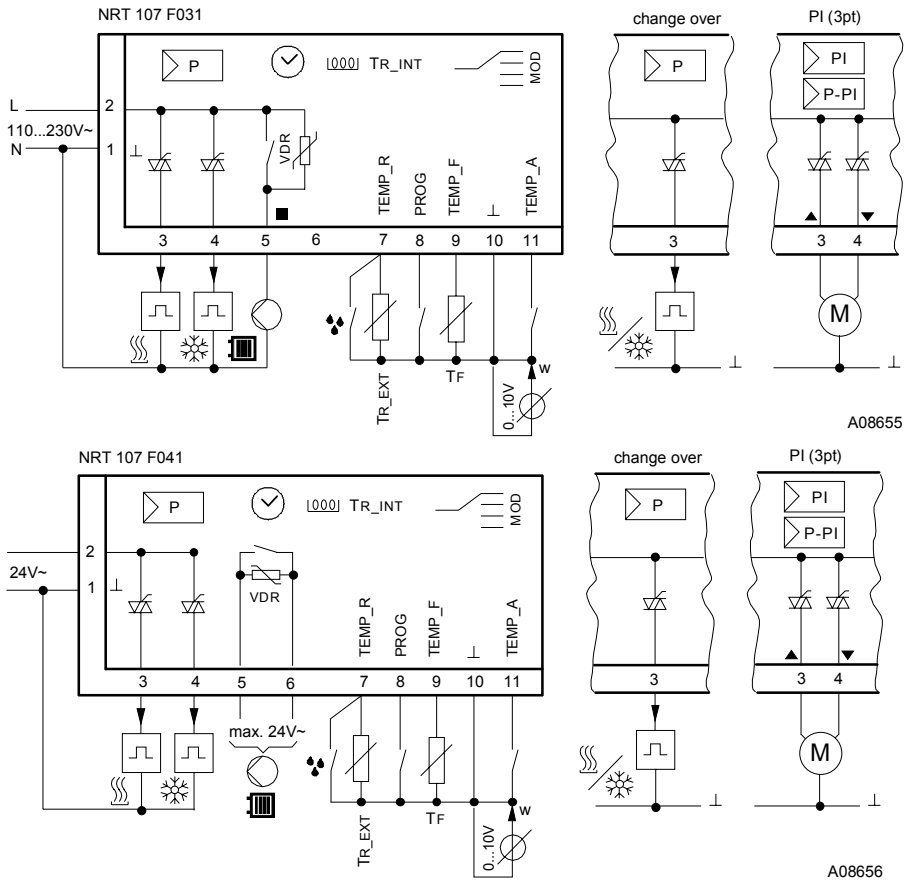 NRT 107 F031
change over
PI (3pt)
P
TR_INT
MOD
P
PI
P-PI
L
110...230V~
N
2
1
⊥
VDR
TEMP_R
PROG
TEMP_F
⊥
TEMP_A
3 4 5 6 7 8 9 10 11
3
3 4
M
TR_EXT
TF
0...10V
w
⊥
⊥
A08655
NRT 107 F041
change over
PI (3pt)
P
TR_INT
MOD
P
PI
P-PI
24V~
2
1
⊥
VDR
TEMP_R
PROG
TEMP_F
⊥
TEMP_A
3 4 5 6 7 8 9 10 11
3
3 4
max. 24V~
M
TR_EXT
TF
0...10V
w
⊥
⊥
A08656